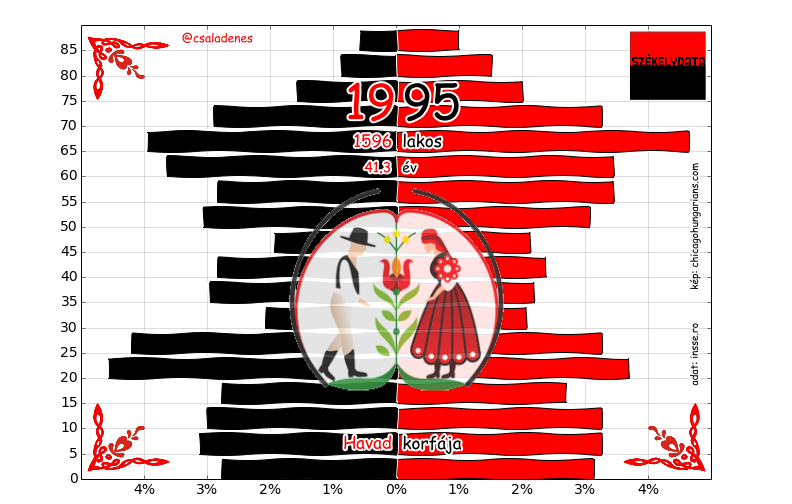 @csaladenes
SZÉKELYDATA
1995
1596 lakos
41.3 év
Havad korfája
kép: chicagohungarians.com
adat: insse.ro
85
80
75
70
65
60
55
50
45
40
35
30
25
20
15
10
5
0
4% 3% 2% 1% 0% 1% 2% 3% 4%